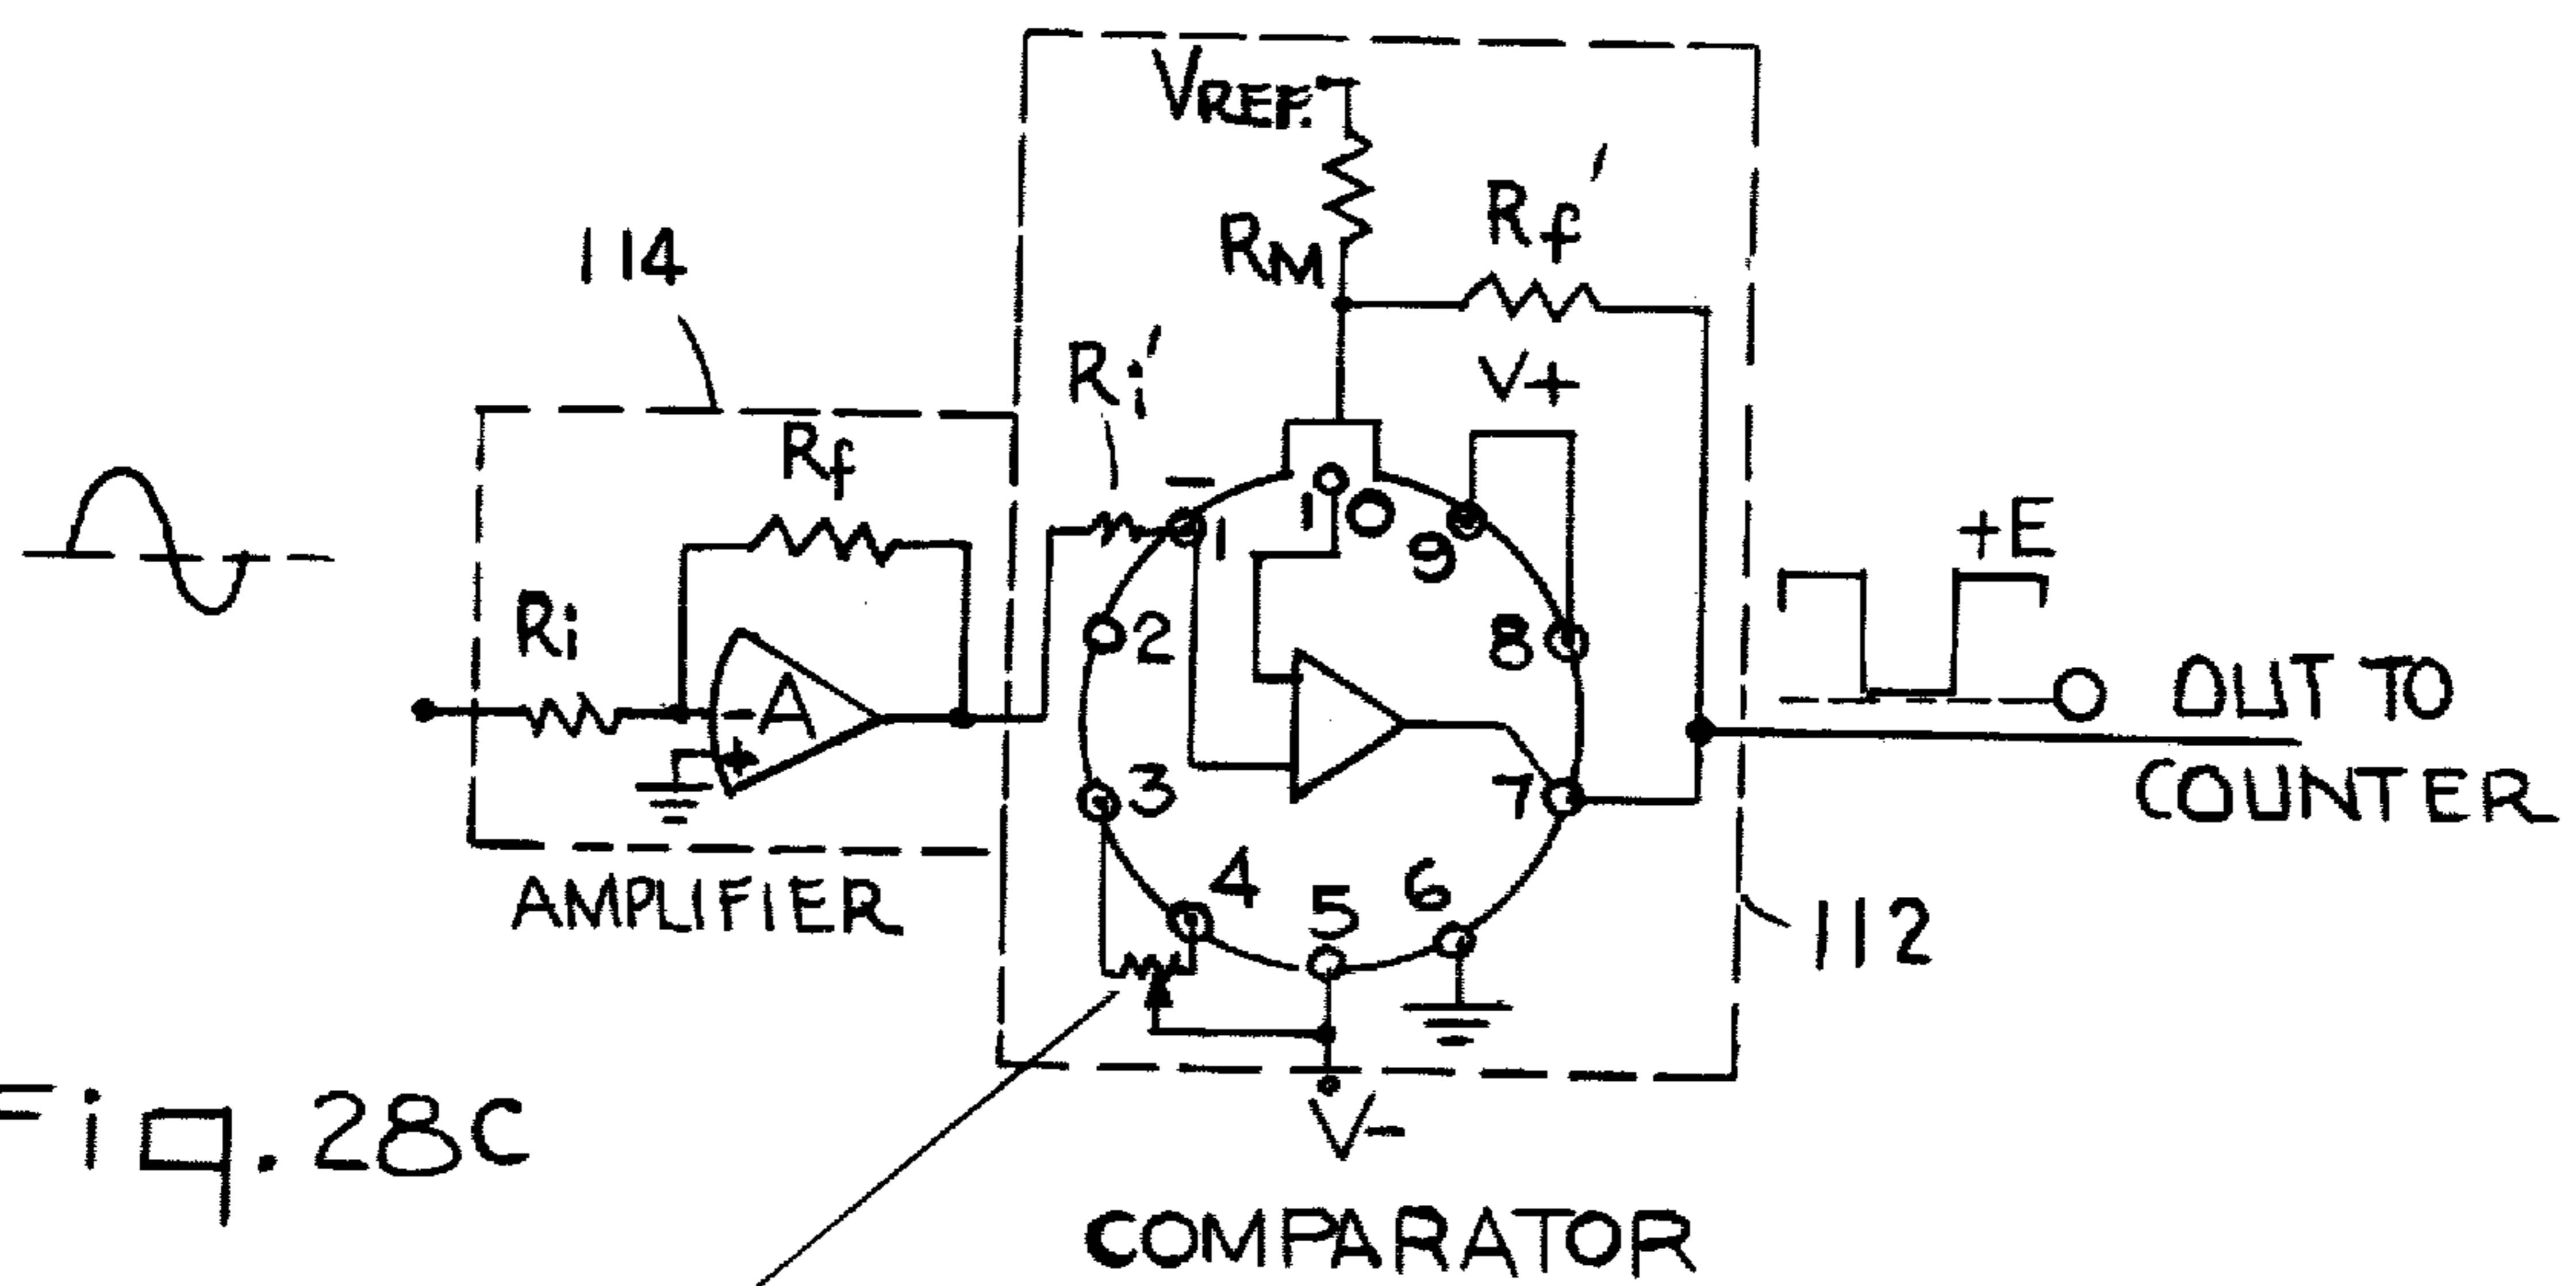 VREF.
RM
Rf'
114
Ri'
V+
Rf
−
1
10
9
+E
Ri
2
8
− A
+
OUT TO
COUNTER
3
7
4
5
6
AMPLIFIER
112
V-
Fig. 28C
COMPARATOR